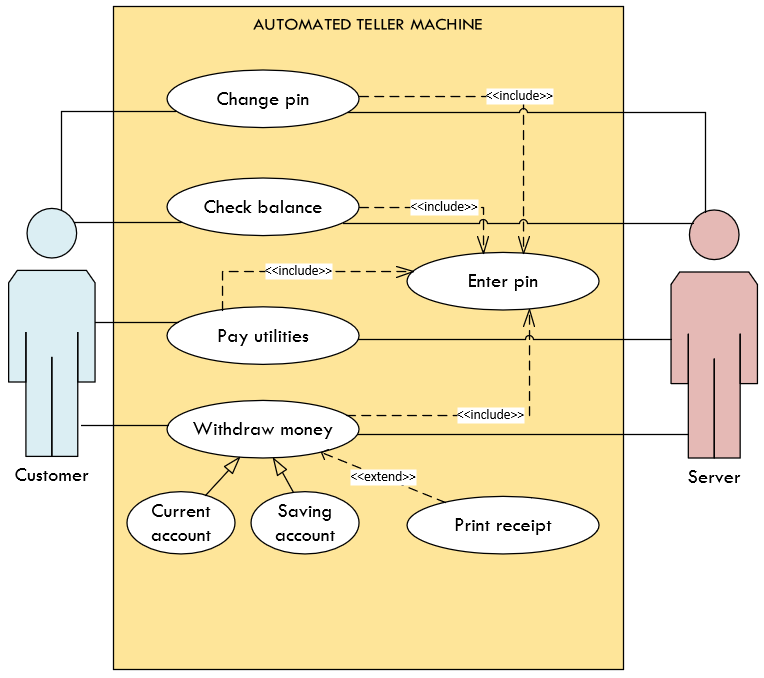 AUTOMATED TELLER MACHINE
Change pin
<<include>>
Check balance
<<include>>
<<include>>
Enter pin
Pay utilities
<<include>>
Withdraw money
Customer
Server
<<extend>>
Current
account
Saving
account
Print receipt